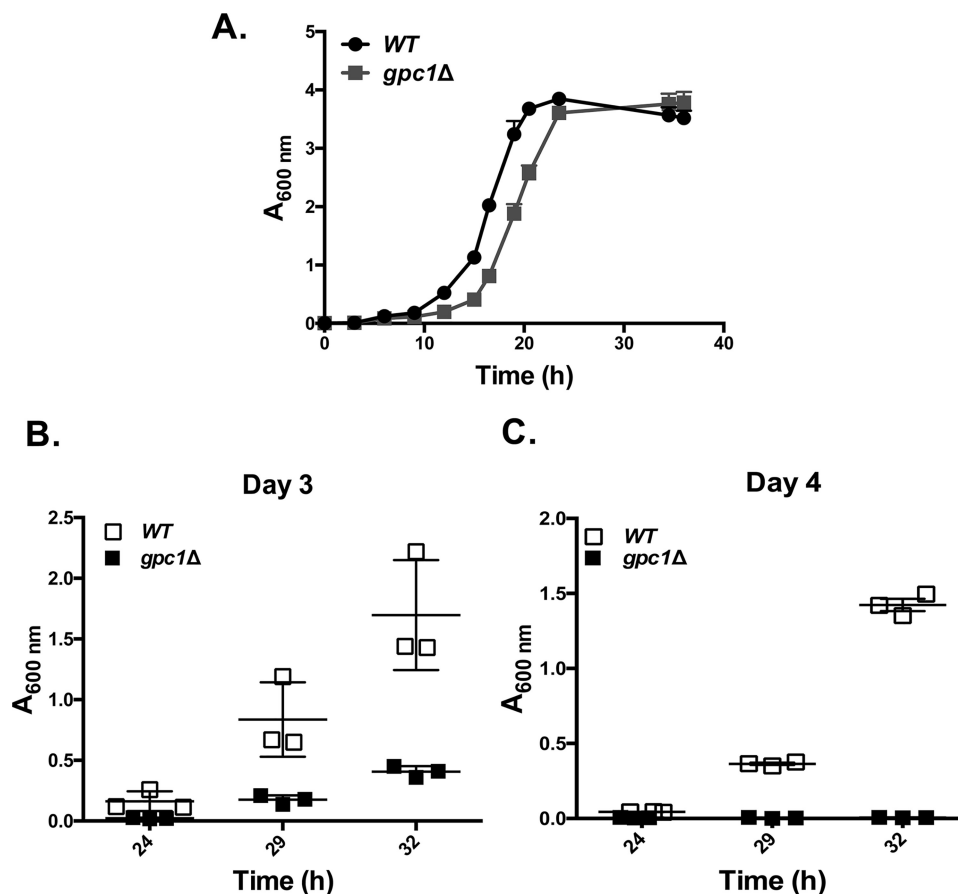 A.
WT
gpc1Δ
5
4
3
2
1
0
A600 nm
0 10 20 30 40
Time (h)
B.
Day 3
WT
gpc1Δ
2.5
2.0
1.5
1.0
0.5
0.0
A600 nm
24 29 32
Time (h)
C.
Day 4
WT
gpc1Δ
2.0
1.5
1.0
0.5
0.0
A600 nm
24 29 32
Time (h)